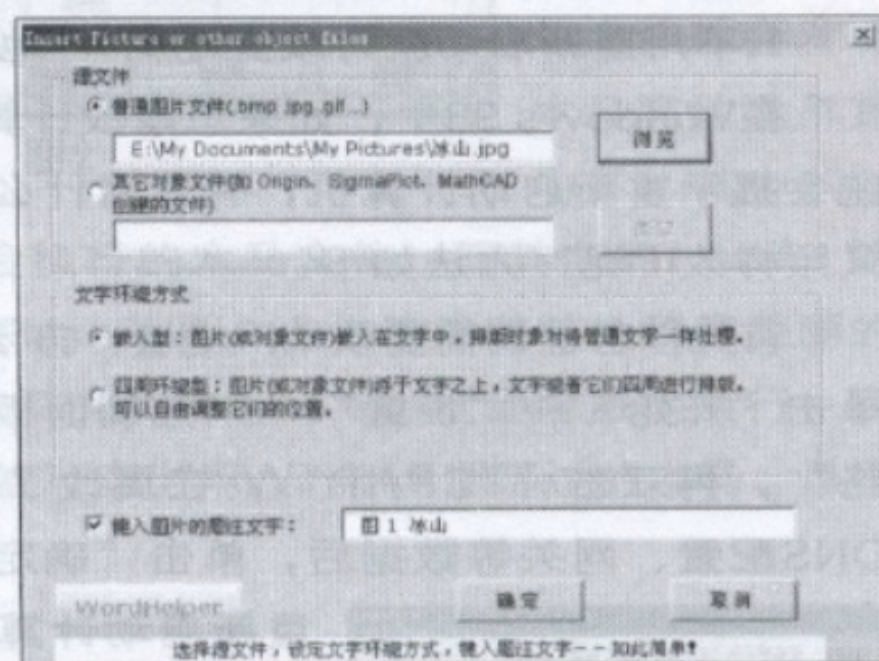 Insert Picture or other object files
源文件
普通图片文件(.bmp .jpg .gif ...)
E:\My Documents\My Pictures\冰山.jpg
浏览
其它对象文件(如 Origin、SigmaPlot、MathCAD
创建的文件)
文字环绕方式
嵌入型：图片(或对象文件)嵌入在文字中，排版时象对待普通文字一样处理。
四周环绕型：图片(或对象文件)浮于文字之上，文字绕着它们四周进行排版。
可以自由调整它们的位置。
键入图片的题注文字：
图 1 冰山
WordHelper
确定
取消
选择源文件，设定文字环绕方式，键入题注文字--如此简单！